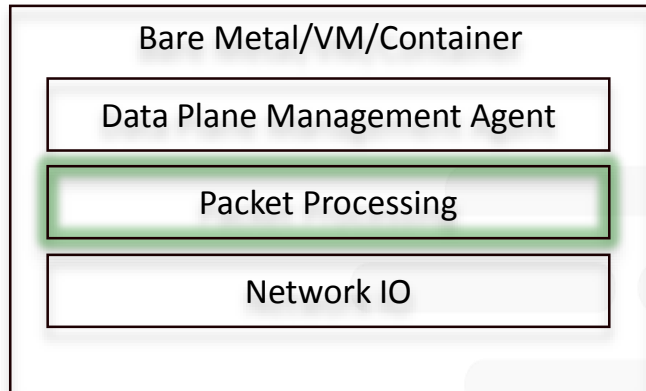 Bare Metal/VM/Container
Data Plane Management Agent
Packet Processing
Network IO